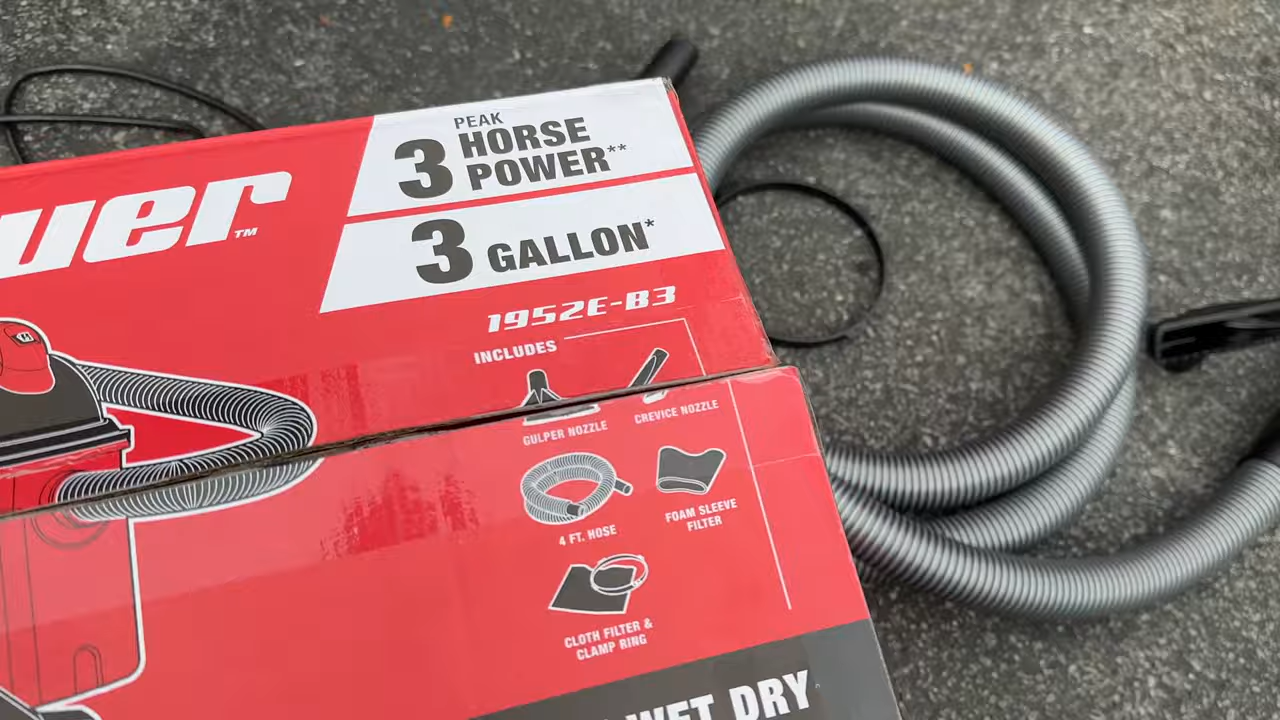 PEAK
3 HORSE
POWER**
uer™
3 GALLON*
1952E-B3
INCLUDES
GULPER NOZZLE
CREVICE NOZZLE
4 FT. HOSE
FOAM SLEEVE
FILTER
CLOTH FILTER &
CLAMP RING
WET DRY